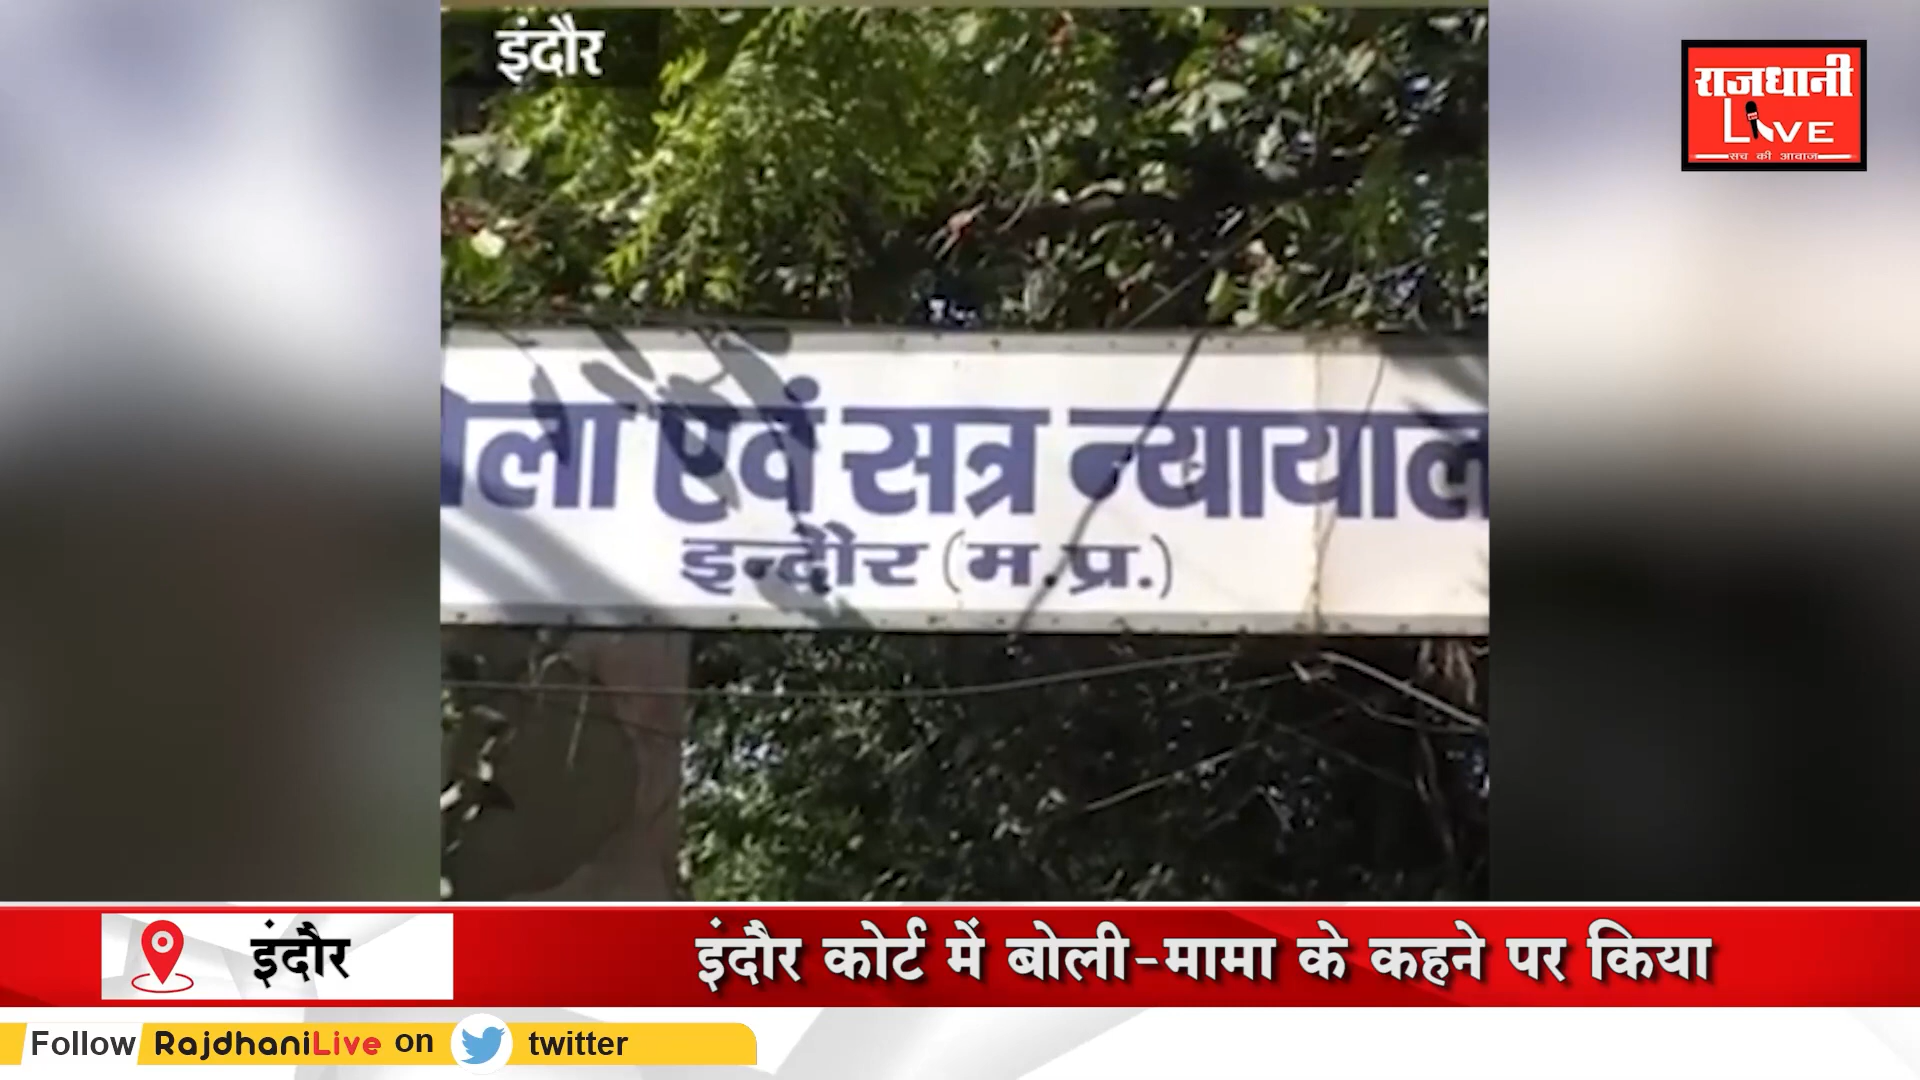 इंदौर
राजधानी
LIVE
सच की आवाज
एवं सत्र
इन्दौर (म.प्र.)
इंदौर
इंदौर कोर्ट में बोली-मामा के कहने पर किया
Follow RajdhaniLive on twitter